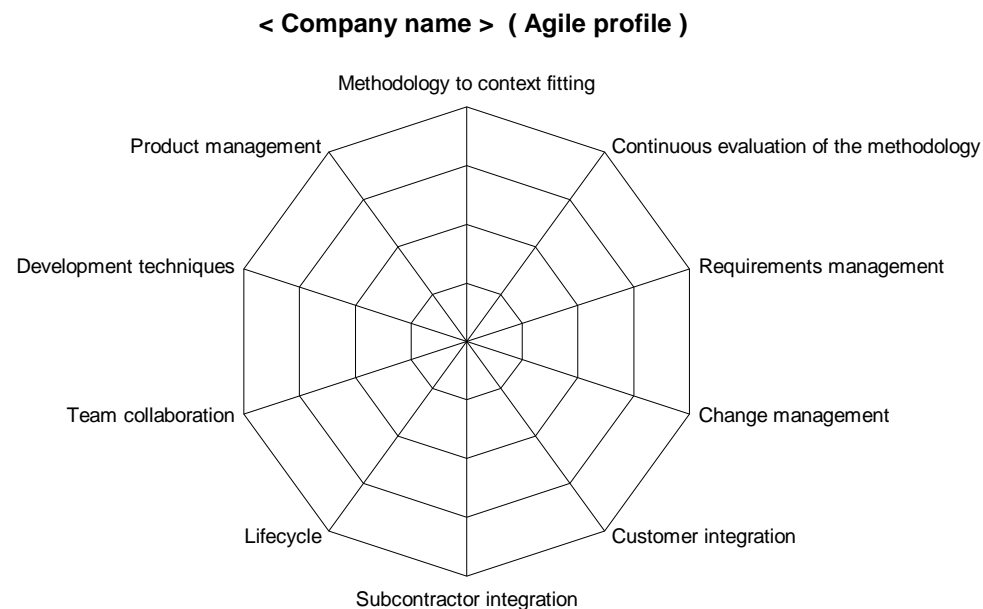 < Company name > ( Agile profile )
Methodology to context fitting
Product management
Continuous evaluation of the methodology
Development techniques
Requirements management
Team collaboration
Change management
Lifecycle
Customer integration
Subcontractor integration